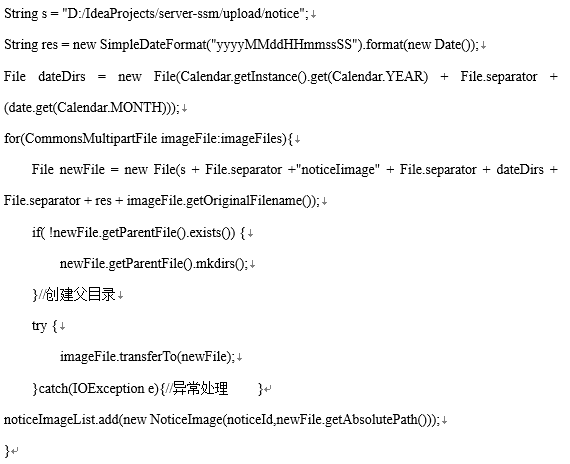 String s = "D:/IdeaProjects/server-ssm/upload/notice";↓
String res = new SimpleDateFormat("yyyyMMddHHmmssSS").format(new Date());↓
File dateDirs = new File(Calendar.getInstance().get(Calendar.YEAR) + File.separator +
(date.get(Calendar.MONTH)));↓
for(CommonsMultipartFile imageFile:imageFiles){↓
File newFile = new File(s + File.separator +"noticeIimage" + File.separator + dateDirs +
File.separator + res + imageFile.getOriginalFilename());↓
if( !newFile.getParentFile().exists()) {↓
newFile.getParentFile().mkdirs();↓
}//创建父目录↓
try {↓
imageFile.transferTo(newFile);↓
}catch(IOException e){//异常处理 }↵
noticeImageList.add(new NoticeImage(noticeId,newFile.getAbsolutePath()));↓
}↵